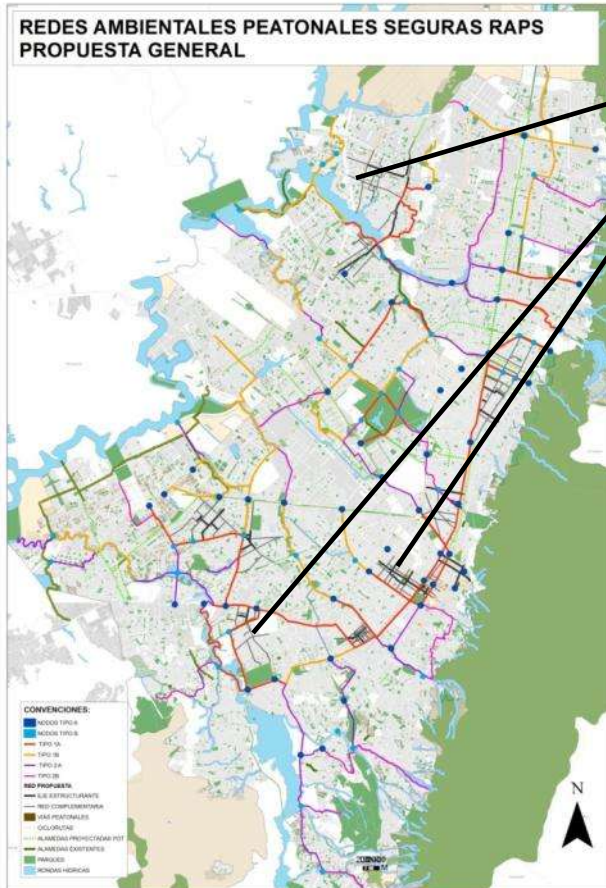 REDES AMBIENTALES PEATONALES SEGURAS RAPS
PROPUESTA GENERAL
CONVENCIONES:
NODOS TIPO A
NODOS TIPO B
TIPO 1A
TIPO 1B
TIPO 2A
TIPO 2B
RED PROPUESTA
EJE ESTRUCTURANTE
RED COMPLEMENTARIA
VIAS PEATONALES
CICLORUTAS
ALAMEDAS PROYECTADAS POT
ALAMEDAS EXISTENTES
PARQUES
RONDAS HIDRICAS
N